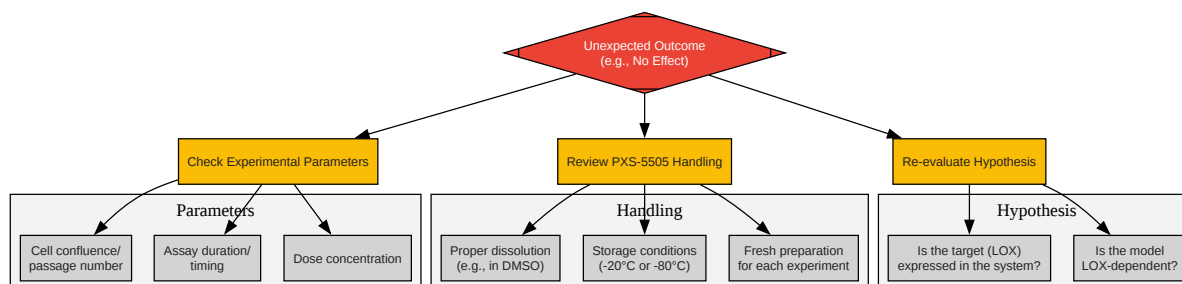 Unexpected Outcome
(e.g., No Effect)
Check Experimental Parameters
Review PXS-5505 Handling
Re-evaluate Hypothesis
Parameters
Handling
Hypothesis
Cell confluence/
passage number
Assay duration/
timing
Dose concentration
Proper dissolution
(e.g., in DMSO)
Storage conditions
(-20°C or -80°C)
Fresh preparation
for each experiment
Is the target (LOX)
expressed in the system?
Is the model
LOX-dependent?